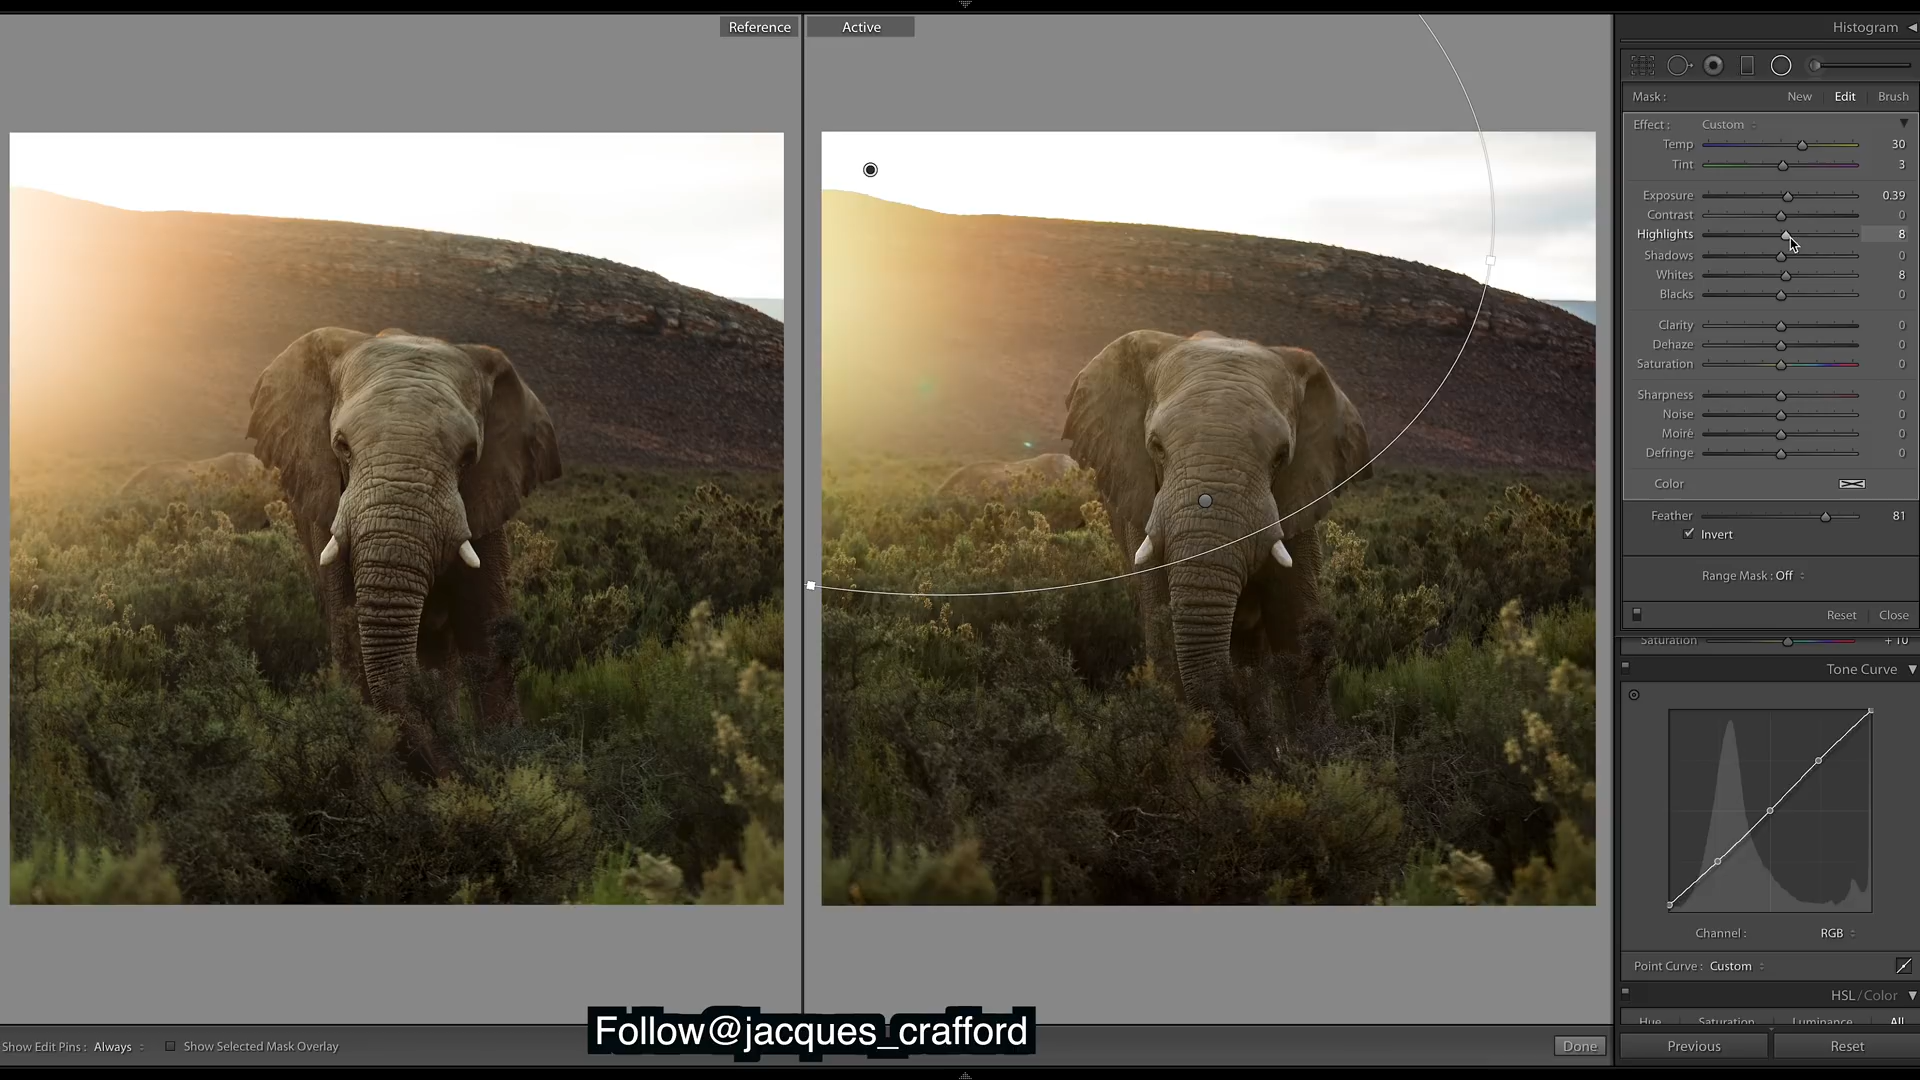 Reference
Active
Histogram
Mask : New Edit Brush
Effect : Custom
Temp 30
Tint 3
Exposure 0.39
Contrast 0
Highlights 8
Shadows 0
Whites 8
Blacks 0
Clarity 0
Dehaze 0
Saturation 0
Sharpness 0
Noise 0
Moiré 0
Defringe 0
Color
Feather 81
Invert
Range Mask : Off
Reset Close
Saturation + 10
Tone Curve
Channel : RGB
Point Curve : Custom
HSL / Color
Hue Saturation Luminance All
Follow@jacques_crafford
Show Edit Pins : Always Show Selected Mask Overlay
Done
Previous Reset